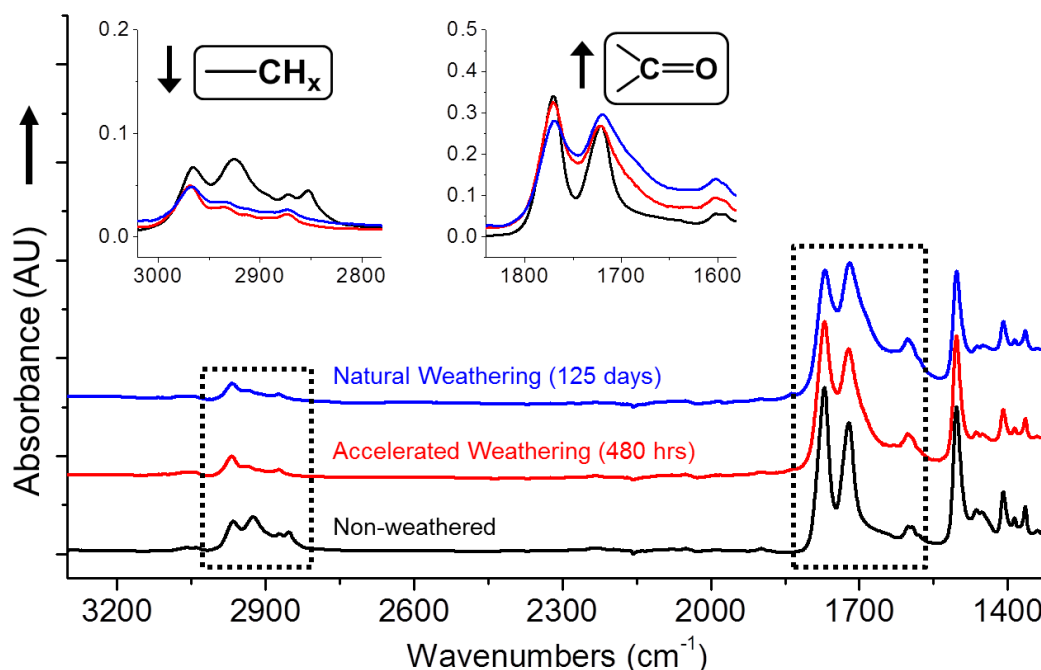 0.2
0.1
0.0
3000 2900 2800
—CHx
0.5
0.4
0.3
0.2
0.1
0.0
1800 1700 1600
C=O
Absorbance (AU)
Natural Weathering (125 days)
Accelerated Weathering (480 hrs)
Non-weathered
3200 2900 2600 2300 2000 1700 1400
Wavenumbers (cm⁻¹)